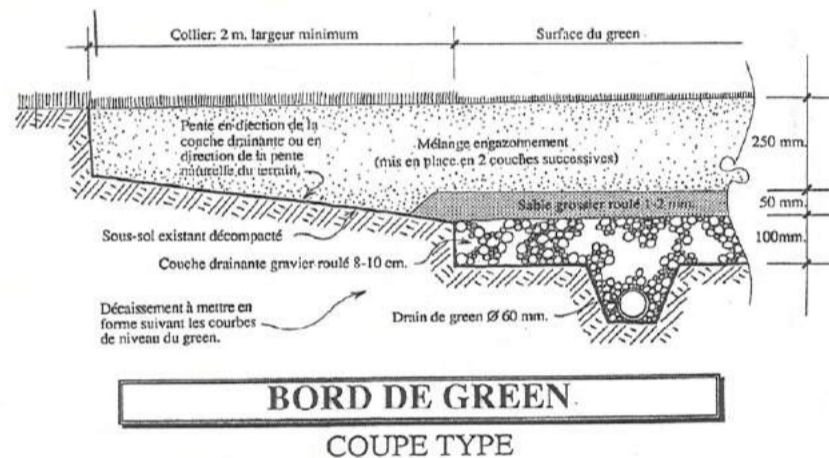 Collier: 2 m. largeur minimum
Surface du green
Pente en diection de la
conche drainante ou en
direction de la pente
naturelle du terrain,
Mélange engazonnement
(mis en place en 2 couches successives)
250 mm.
Sable grossier roulé 1-2 mm.
50 mm.
Sous-sol existant décompacté
100mm.
Couche drainante gravier roulé 8-10 cm.
Décaissement à mettre en
forme suivant les courbes
de niveau du green.
Drain de green Ø 60 mm.
BORD DE GREEN
COUPE TYPE